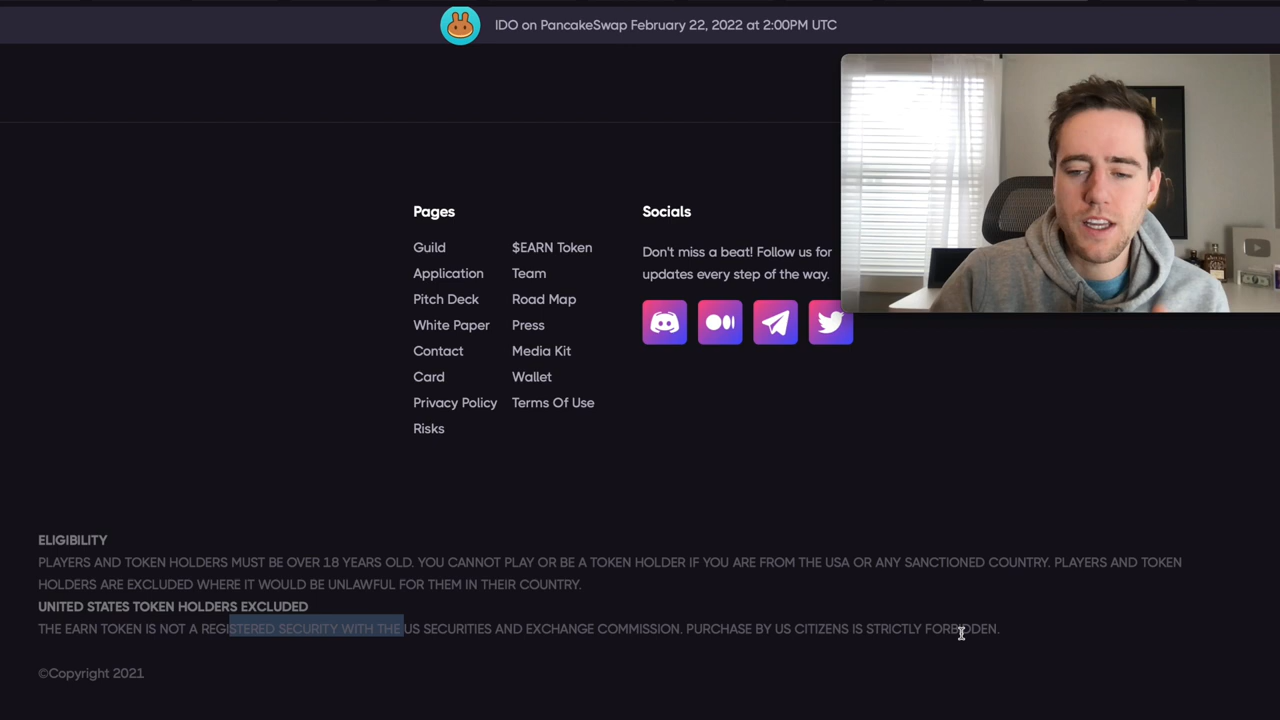 IDO on PancakeSwap February 22, 2022 at 2:00PM UTC
Pages
Guild
Application
Pitch Deck
White Paper
Contact
Card
Privacy Policy
Risks
$EARN Token
Team
Road Map
Press
Media Kit
Wallet
Terms Of Use
Socials
Don't miss a beat! Follow us for
updates every step of the way.
ELIGIBILITY
PLAYERS AND TOKEN HOLDERS MUST BE OVER 18 YEARS OLD. YOU CANNOT PLAY OR BE A TOKEN HOLDER IF YOU ARE FROM THE USA OR ANY SANCTIONED COUNTRY. PLAYERS AND TOKEN
HOLDERS ARE EXCLUDED WHERE IT WOULD BE UNLAWFUL FOR THEM IN THEIR COUNTRY.
UNITED STATES TOKEN HOLDERS EXCLUDED
THE EARN TOKEN IS NOT A REGISTERED SECURITY WITH THE US SECURITIES AND EXCHANGE COMMISSION. PURCHASE BY US CITIZENS IS STRICTLY FORBIDDEN.
©Copyright 2021